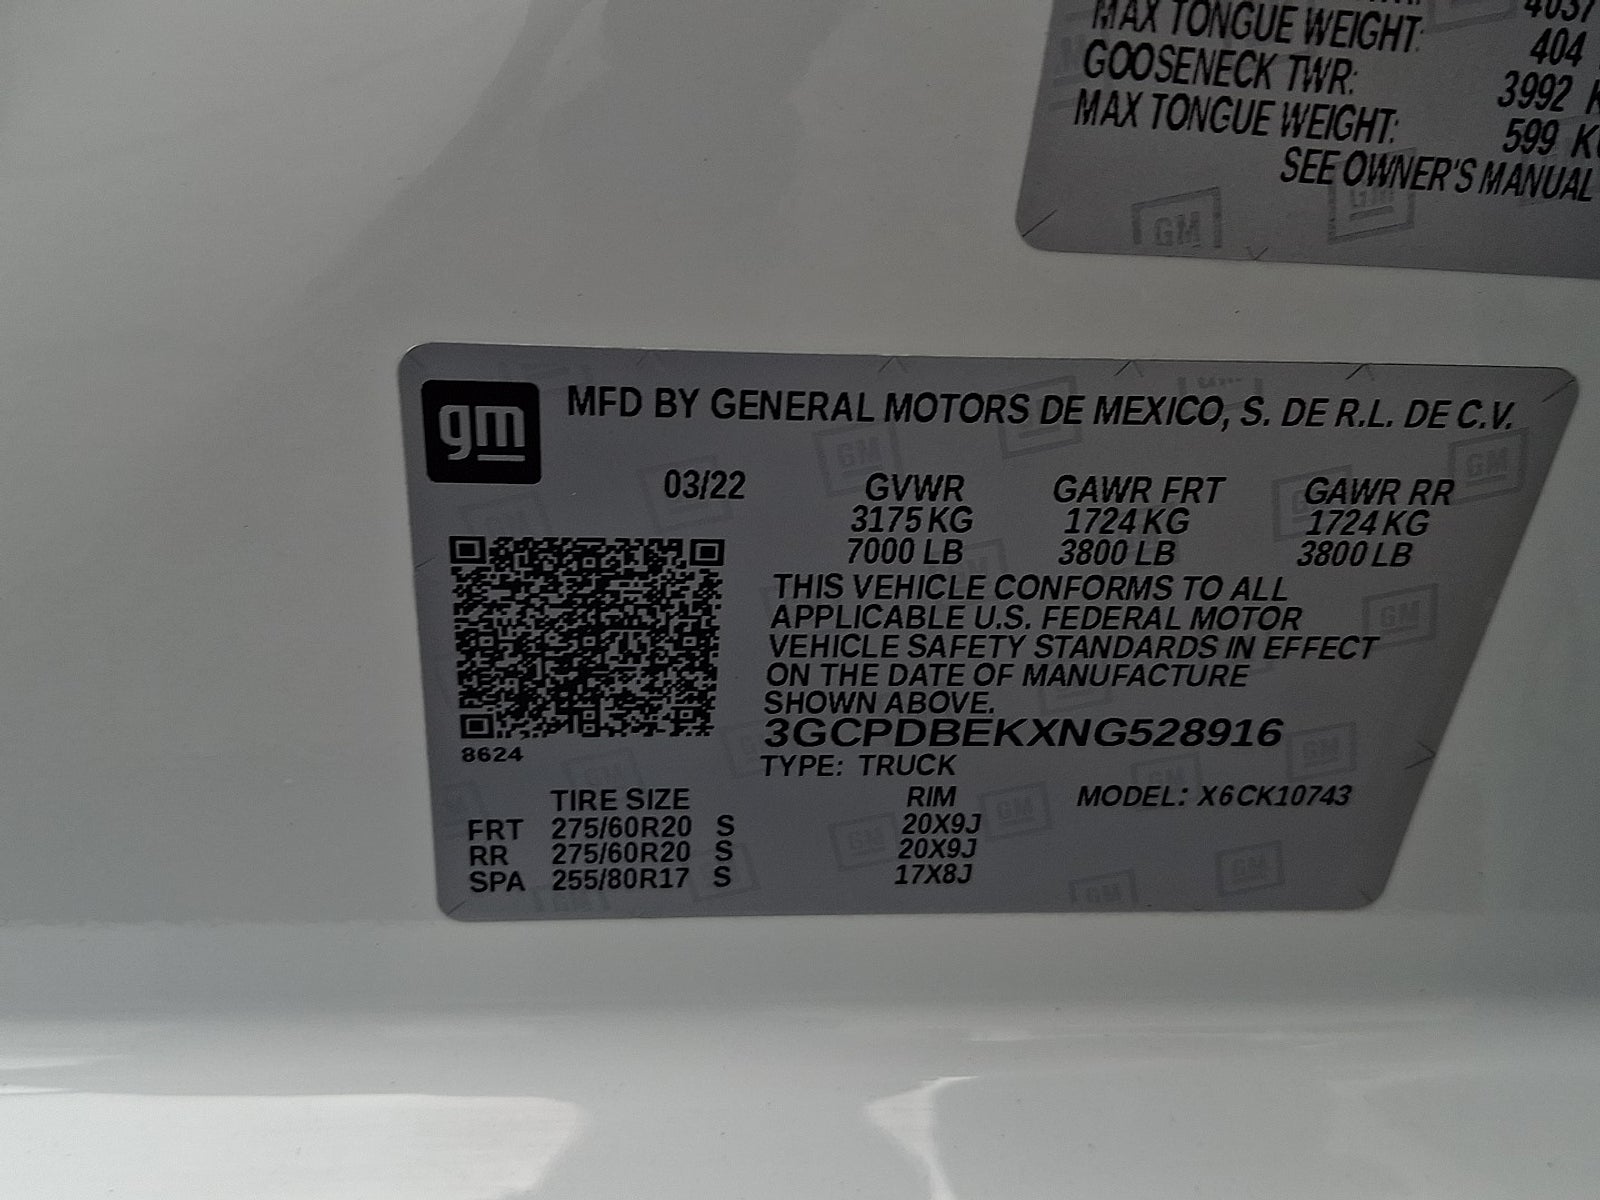 4037
MAX TONGUE WEIGHT: 404
GOOSENECK TWR: 3992 K
MAX TONGUE WEIGHT: 599 KG
SEE OWNER'S MANUAL
GM GM
gm MFD BY GENERAL MOTORS DE MEXICO, S. DE R.L. DE C.V.
03/22 GVWR GAWR FRT GAWR RR
3175 KG 1724 KG 1724 KG
7000 LB 3800 LB 3800 LB
THIS VEHICLE CONFORMS TO ALL
APPLICABLE U.S. FEDERAL MOTOR
VEHICLE SAFETY STANDARDS IN EFFECT
ON THE DATE OF MANUFACTURE
SHOWN ABOVE.
3GCPDBEKXNG528916
8624
TYPE: TRUCK
TIRE SIZE RIM MODEL: X6CK10743
FRT 275/60R20 S 20X9J
RR 275/60R20 S 20X9J
SPA 255/80R17 S 17X8J